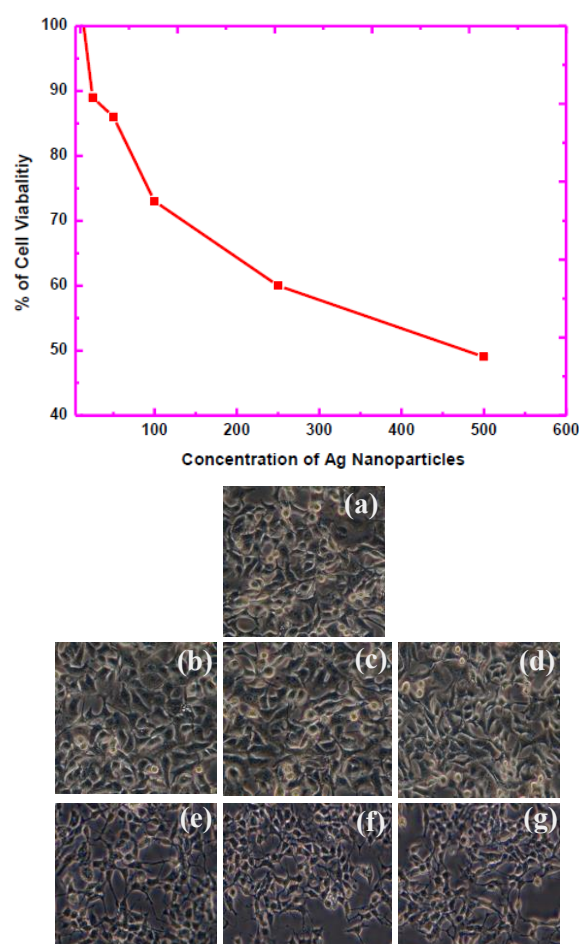 100
90
80
70
60
50
40
% of Cell Viabalitiy
100 200 300 400 500 600
Concentration of Ag Nanoparticles
(a)
(b) (c) (d)
(e) (f) (g)